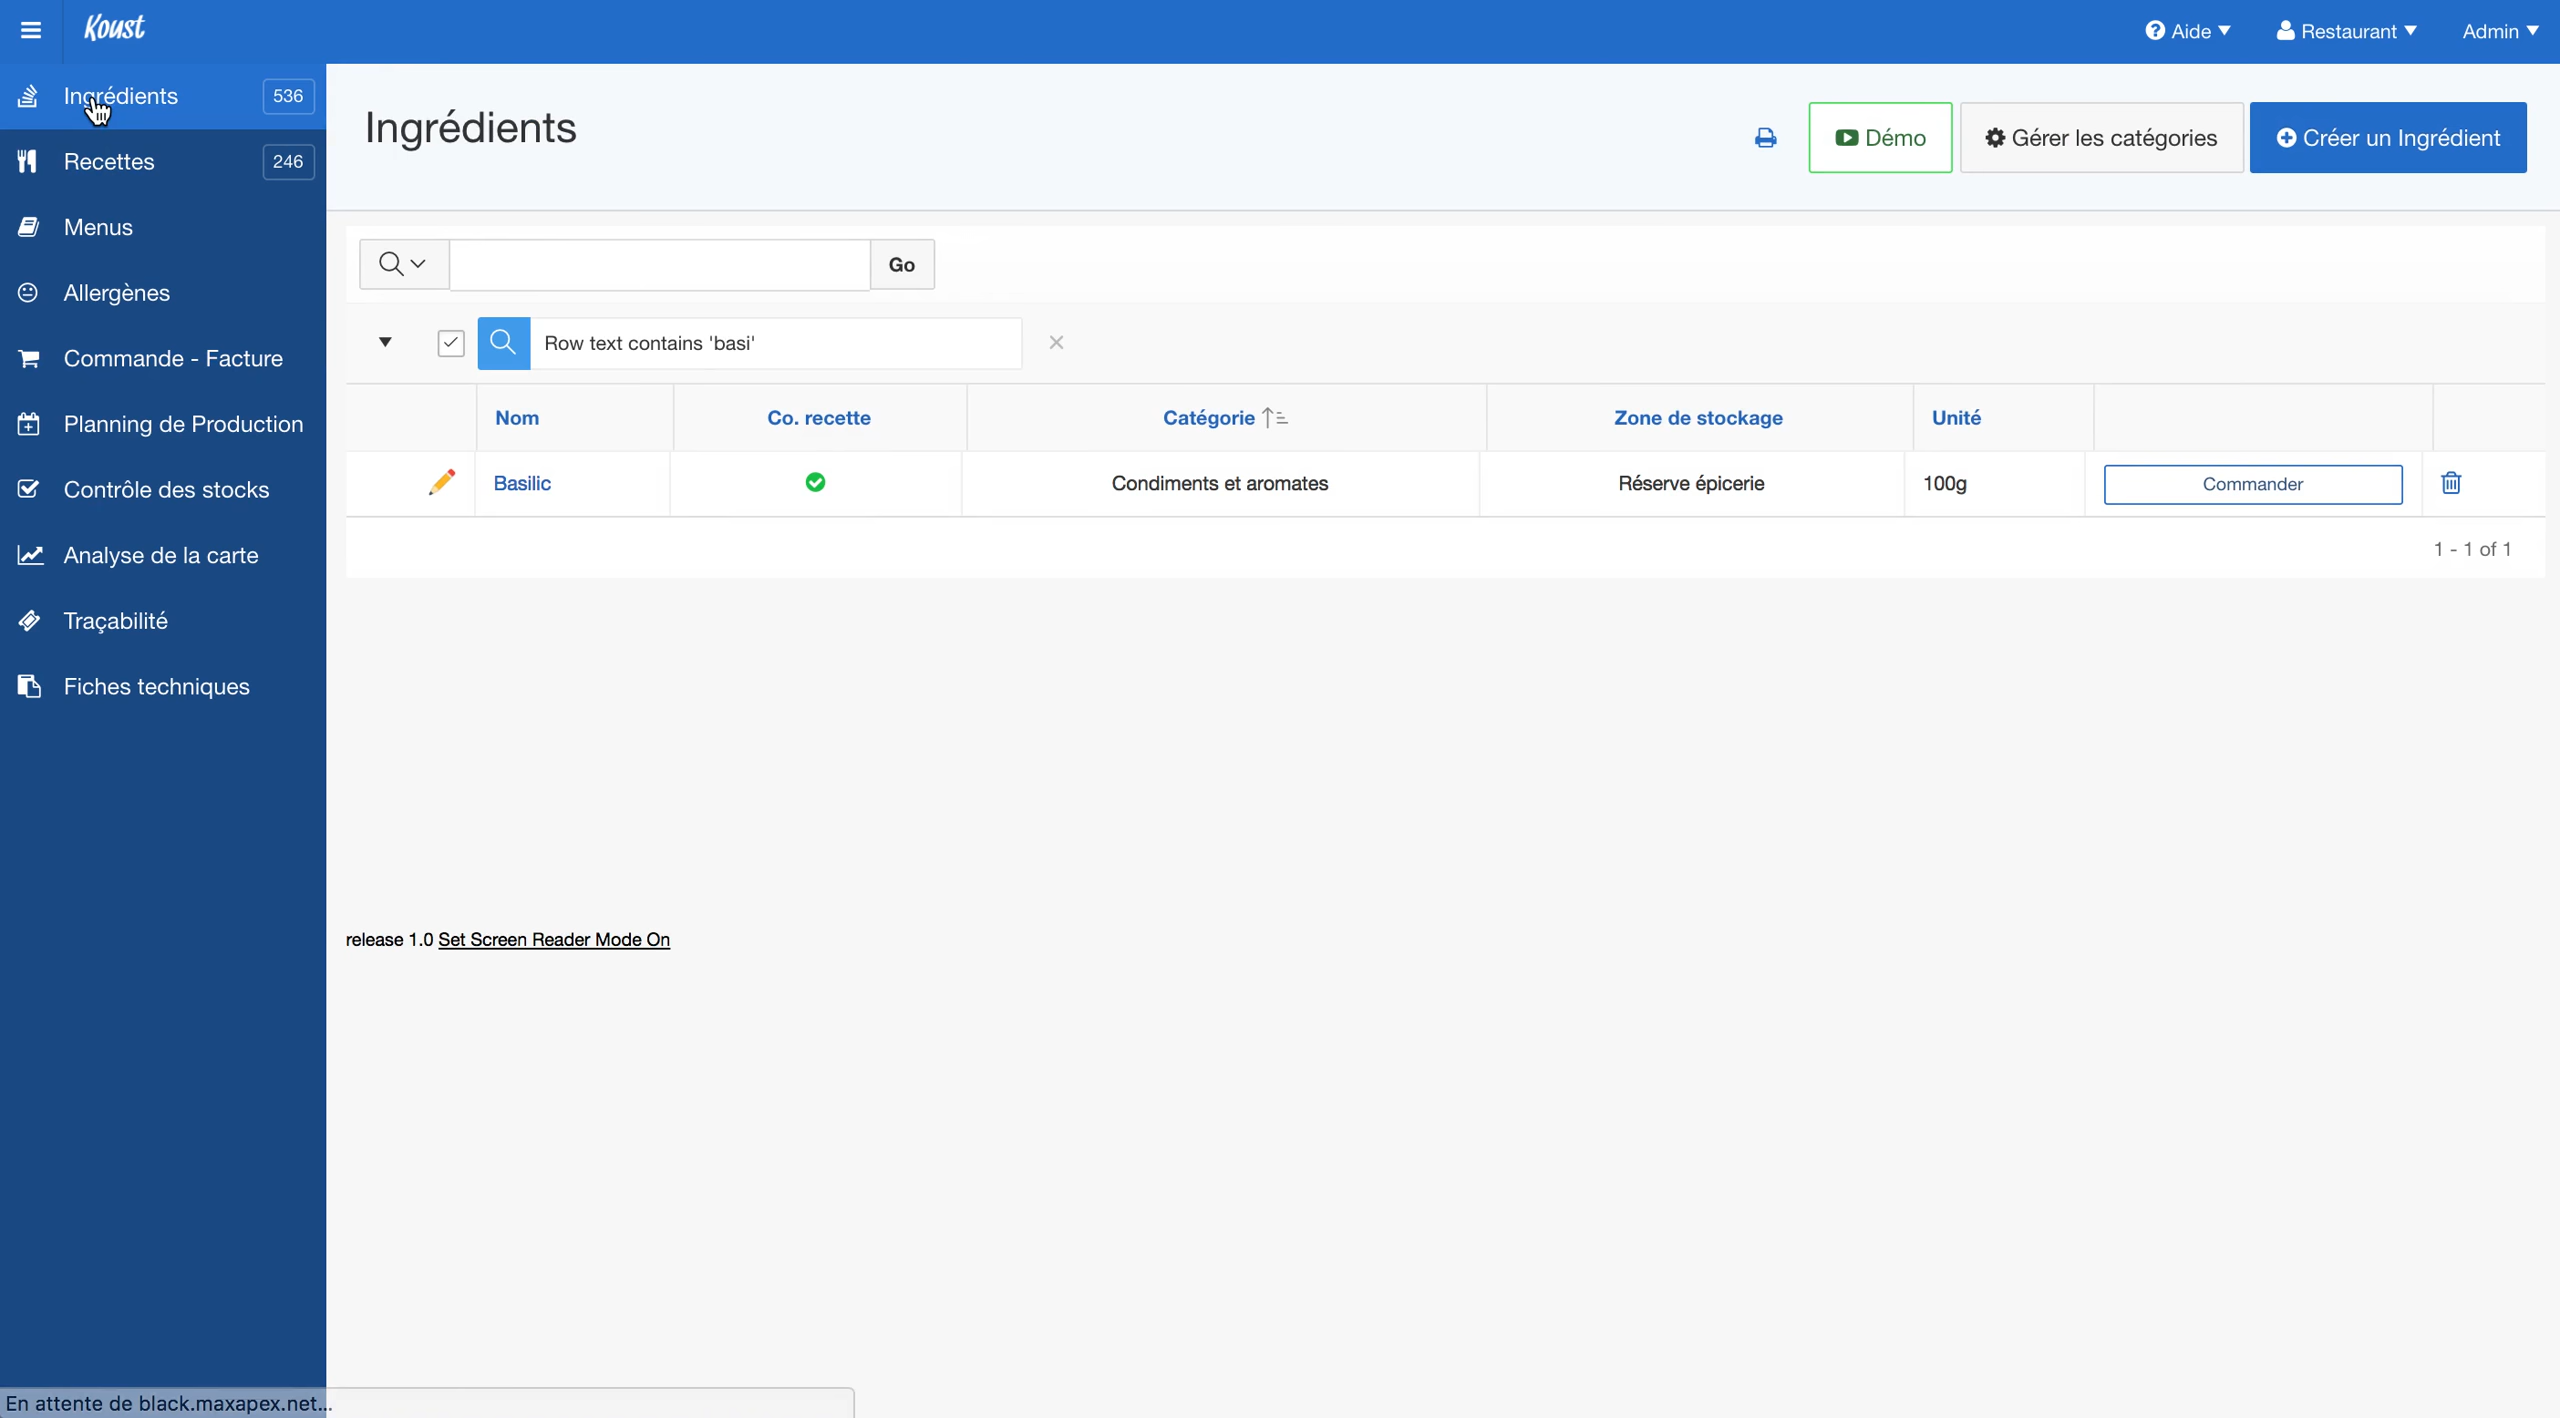 Koust
Aide
Restaurant
Admin
Ingrédients 536
Recettes 246
Menus
Allergènes
Commande - Facture
Planning de Production
Contrôle des stocks
Analyse de la carte
Traçabilité
Fiches techniques
Ingrédients
Démo
Gérer les catégories
Créer un Ingrédient
Go
Row text contains 'basi'
Nom Co. recette Catégorie Zone de stockage Unité
Basilic Condiments et aromates Réserve épicerie 100g Commander
1 - 1 of 1
release 1.0 Set Screen Reader Mode On
En attente de black.maxapex.net...